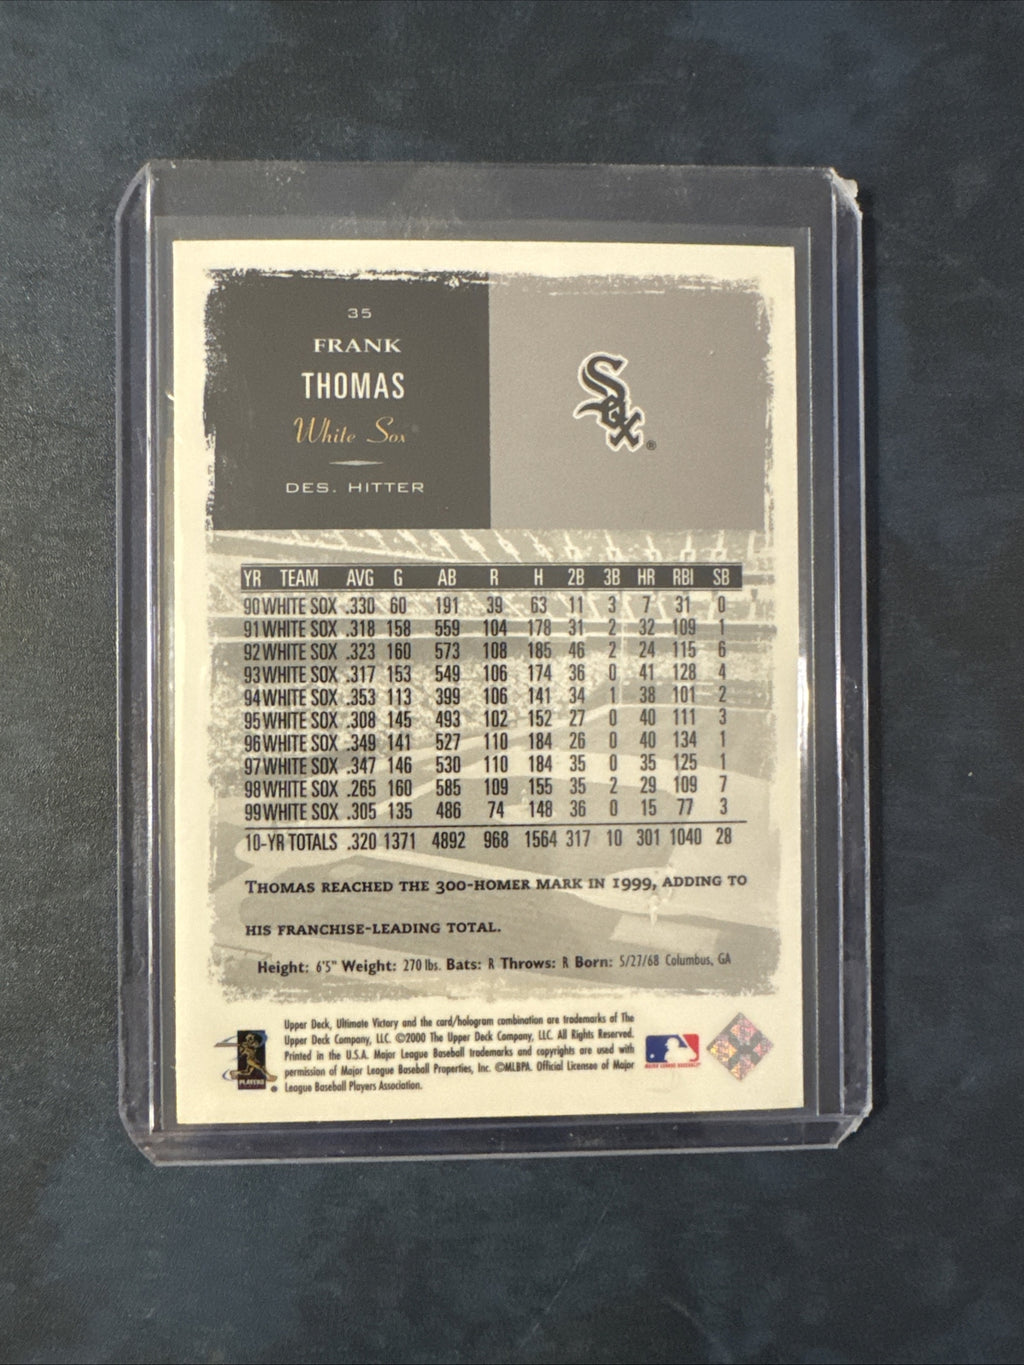 35
FRANK
THOMAS
White Sox
DES. HITTER
Sox ®
YR TEAM AVG G AB R H 2B 3B HR RBI SB
90 WHITE SOX .330 60 191 39 63 11 3 7 31 0
91 WHITE SOX .318 158 559 104 178 31 2 32 109 1
92 WHITE SOX .323 160 573 108 185 46 2 24 115 6
93 WHITE SOX .317 153 549 106 174 36 0 41 128 4
94 WHITE SOX .353 113 399 106 141 34 1 38 101 2
95 WHITE SOX .308 145 493 102 152 27 0 40 111 3
96 WHITE SOX .349 141 527 110 184 26 0 40 134 1
97 WHITE SOX .347 146 530 110 184 35 0 35 125 1
98 WHITE SOX .265 160 585 109 155 35 2 29 109 7
99 WHITE SOX .305 135 486 74 148 36 0 15 77 3
10-YR TOTALS .320 1371 4892 968 1564 317 10 301 1040 28
THOMAS REACHED THE 300-HOMER MARK IN 1999, ADDING TO
HIS FRANCHISE-LEADING TOTAL.
Height: 6'5" Weight: 270 lbs. Bats: R Throws: R Born: 5/27/68 Columbus, GA
Upper Deck, Ultimate Victory and the card/hologram combination are trademarks of The
Upper Deck Company, LLC. ©2000 The Upper Deck Company, LLC. All Rights Reserved.
Printed in the U.S.A. Major League Baseball trademarks and copyrights are used with
permission of Major League Baseball Properties, Inc. ©MLBPA. Official Licensee of Major
League Baseball Players Association.
PLAYERS ®
MAJOR LEAGUE BASEBALL